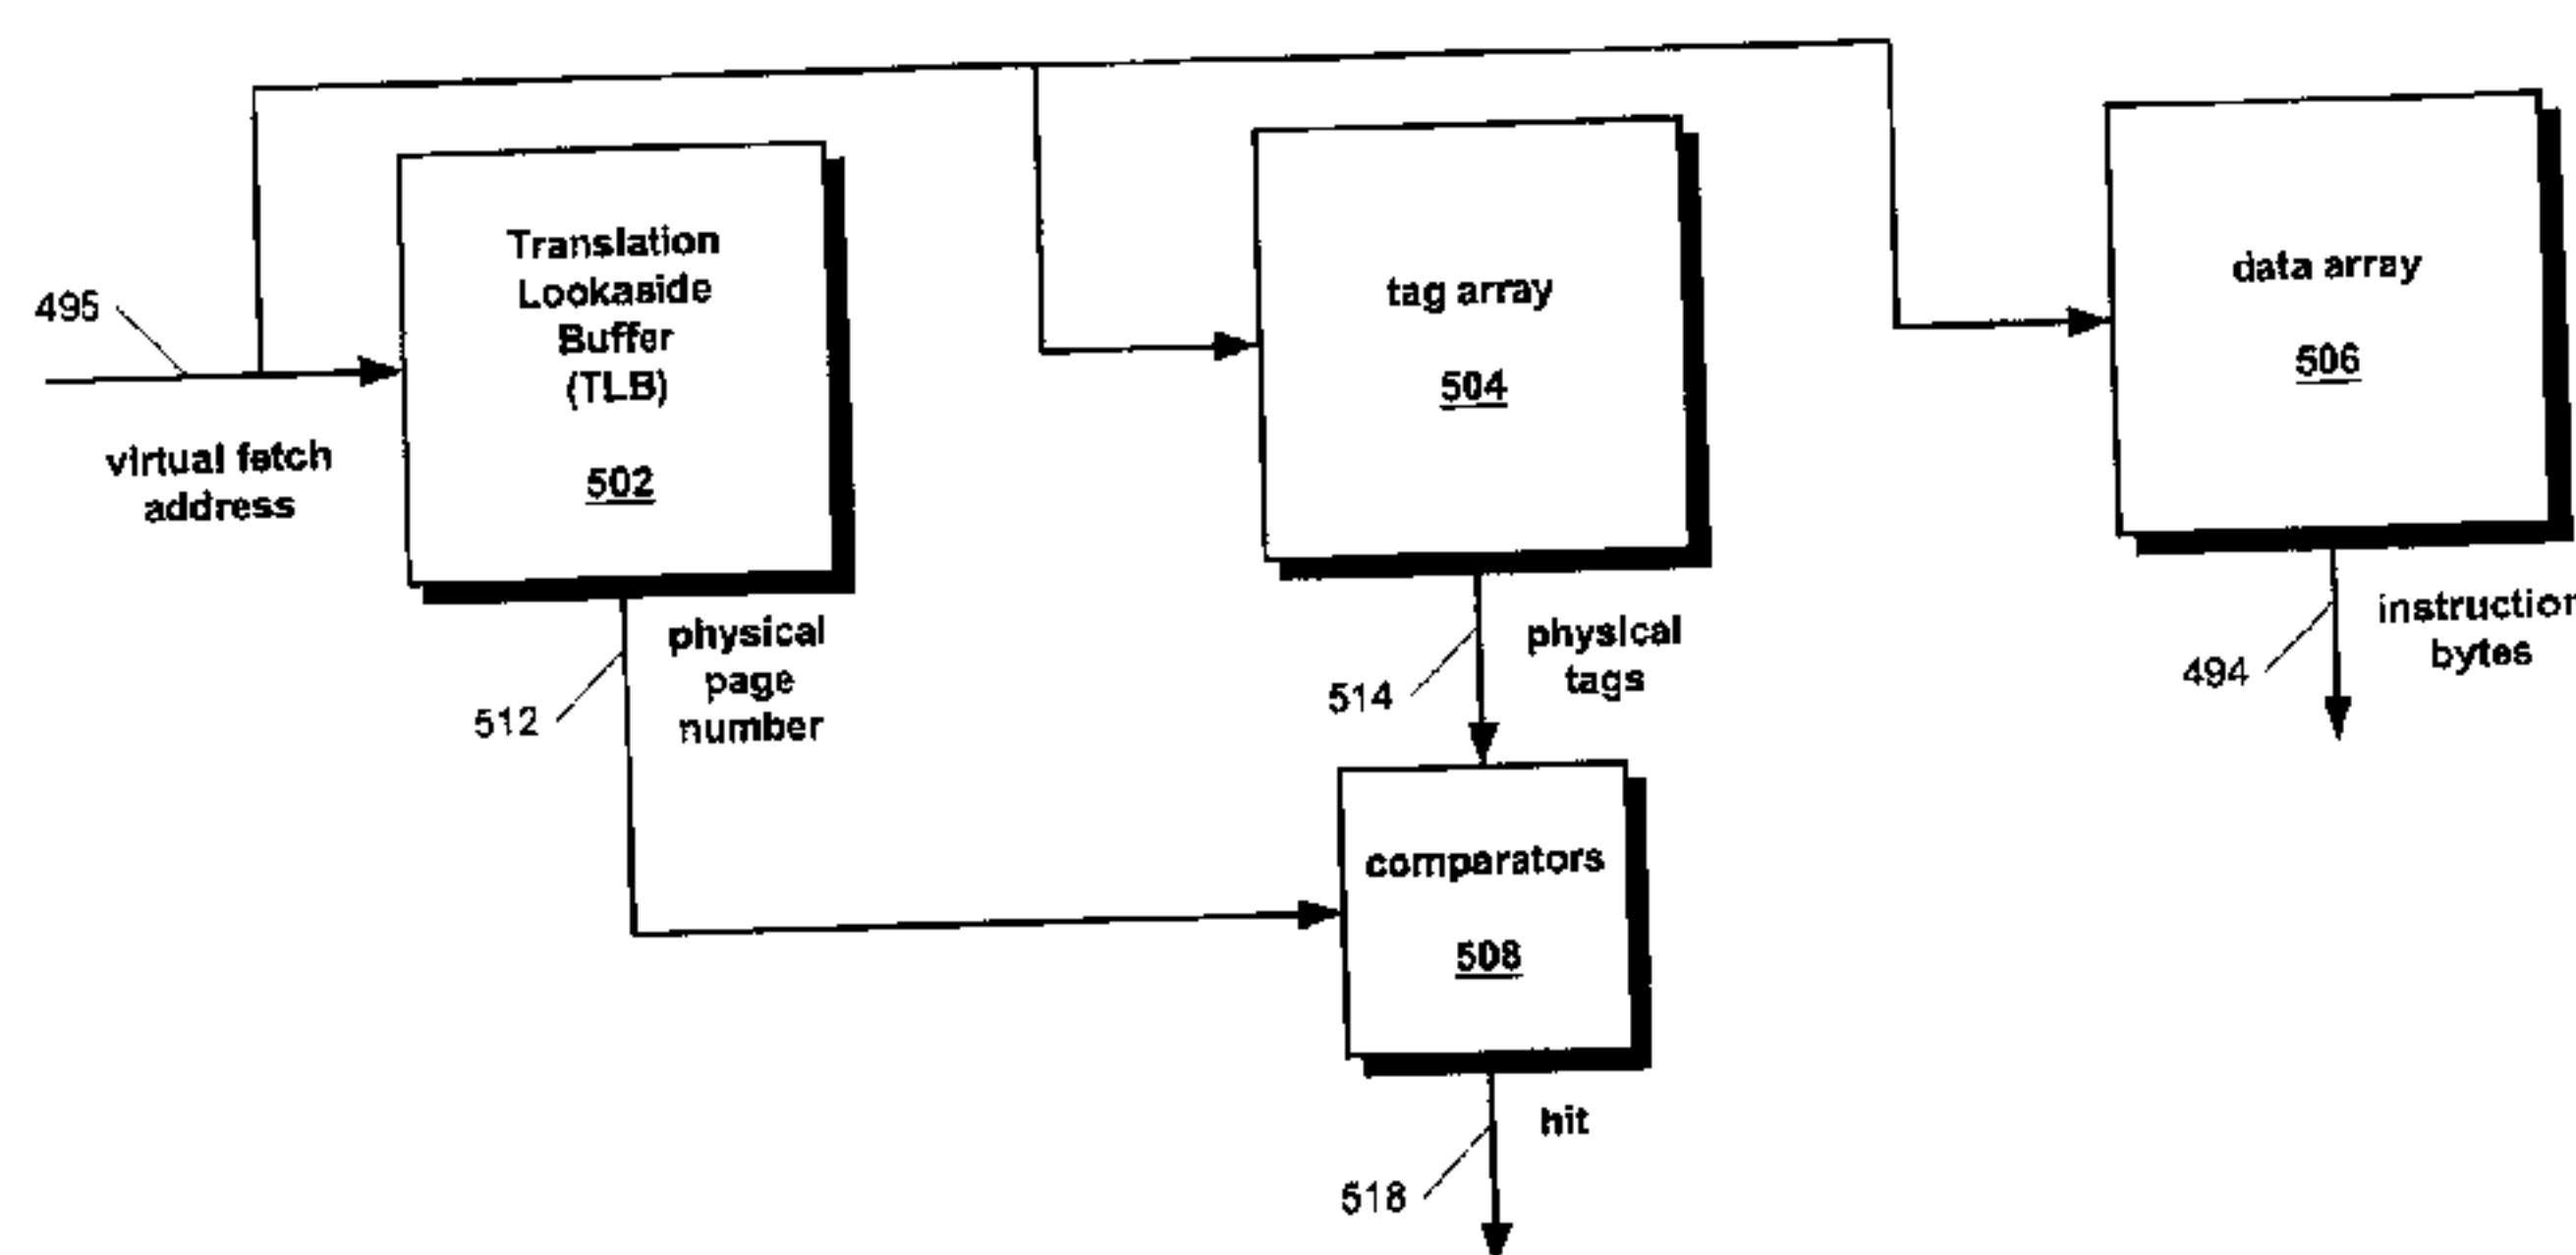 Translation
Lookaside
Buffer
(TLB)
502
tag array
504
data array
506
495
virtual fetch
address
physical
page
number
512
physical
tags
514
instruction
bytes
494
comparators
508
hit
518